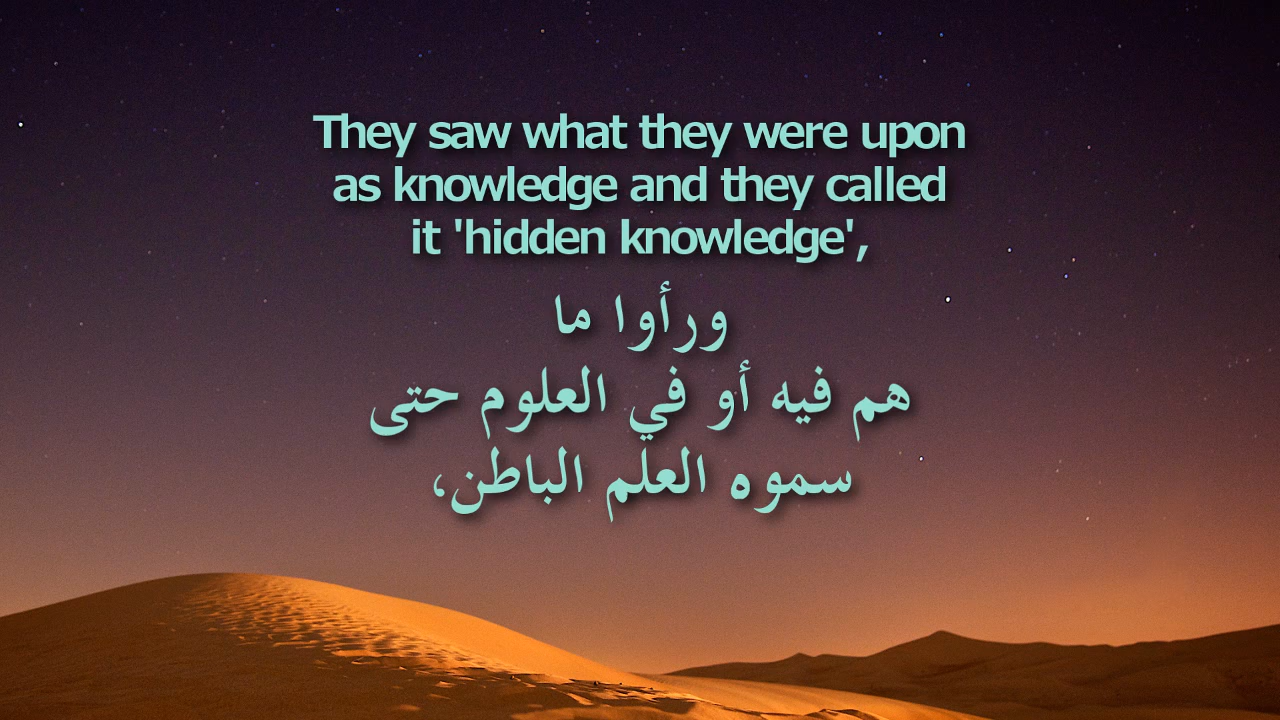 They saw what they were upon
as knowledge and they called
it 'hidden knowledge',
ورأوا ما
هم فيه أو في العلوم حتى
سموه العلم الباطن،